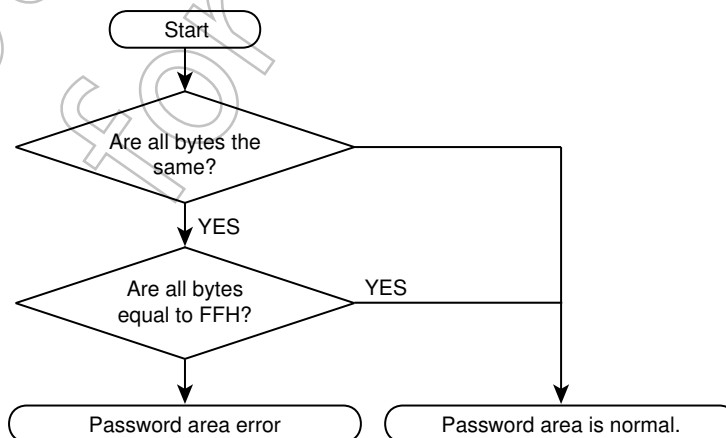 Start
Are all bytes the
same?
YES
Are all bytes
equal to FFH?
YES
Password area error
Password area is normal.
for